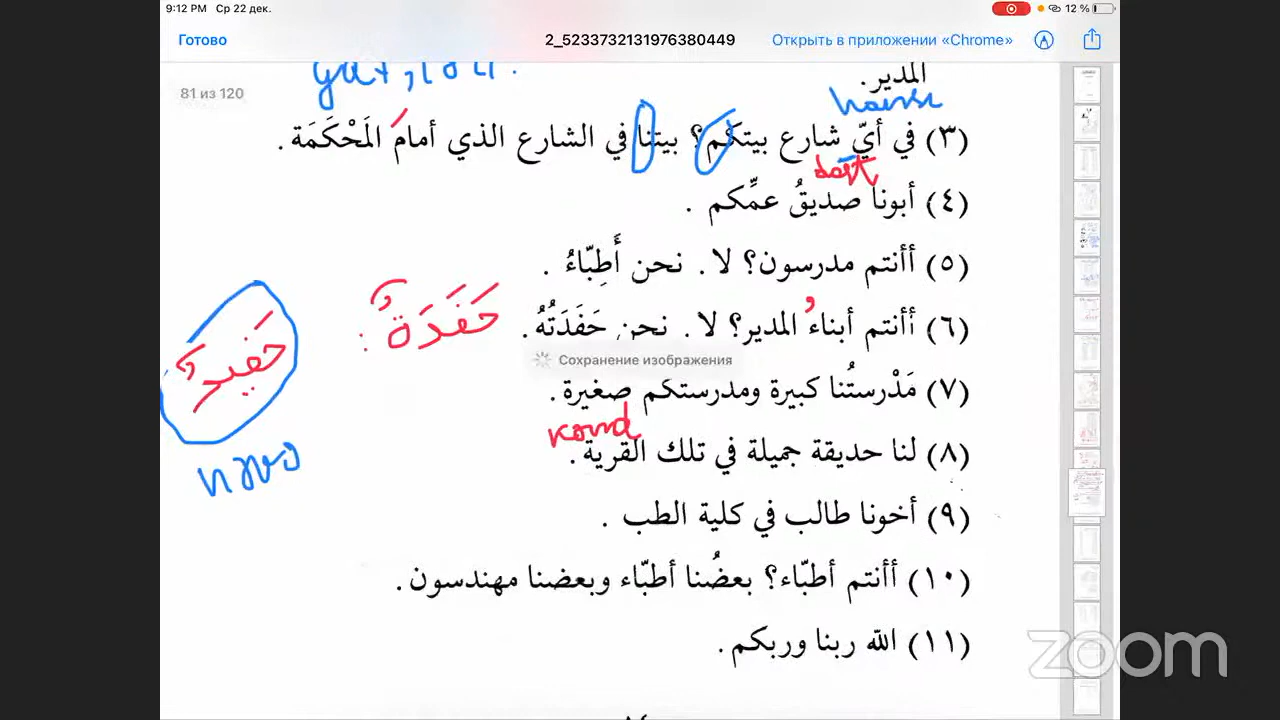 9:12 PM Ср 22 дек. 12 %
Готово 2_5233732131976380449 Открыть в приложении «Chrome»
81 из 120
المدير.
(٣) في أيّ شارع بيتكم؟ بيتنا في الشارع الذي أمامَ المَحْكَمَة.
dost
(٤) أبونا صديقُ عمِّكم.
(٥) أأنتم مدرسون؟ لا. نحن أَطِبّاءُ.
(٦) أأنتم أبناءُ المدير؟ لا. نحن حَفَدَتُهُ.
حَفَدَةٌ :
حَفيدٌ
Сохранение изображения
(٧) مَدْرستُنا كبيرة ومدرستكم صغيرة.
nave
(٨) لنا حديقة جميلة في تلك القرية.
(٩) أخونا طالب في كلية الطب.
(١٠) أأنتم أطبّاء؟ بعضُنا أطبّاء وبعضنا مهندسون.
(١١) الله ربنا وربكم.
zoom